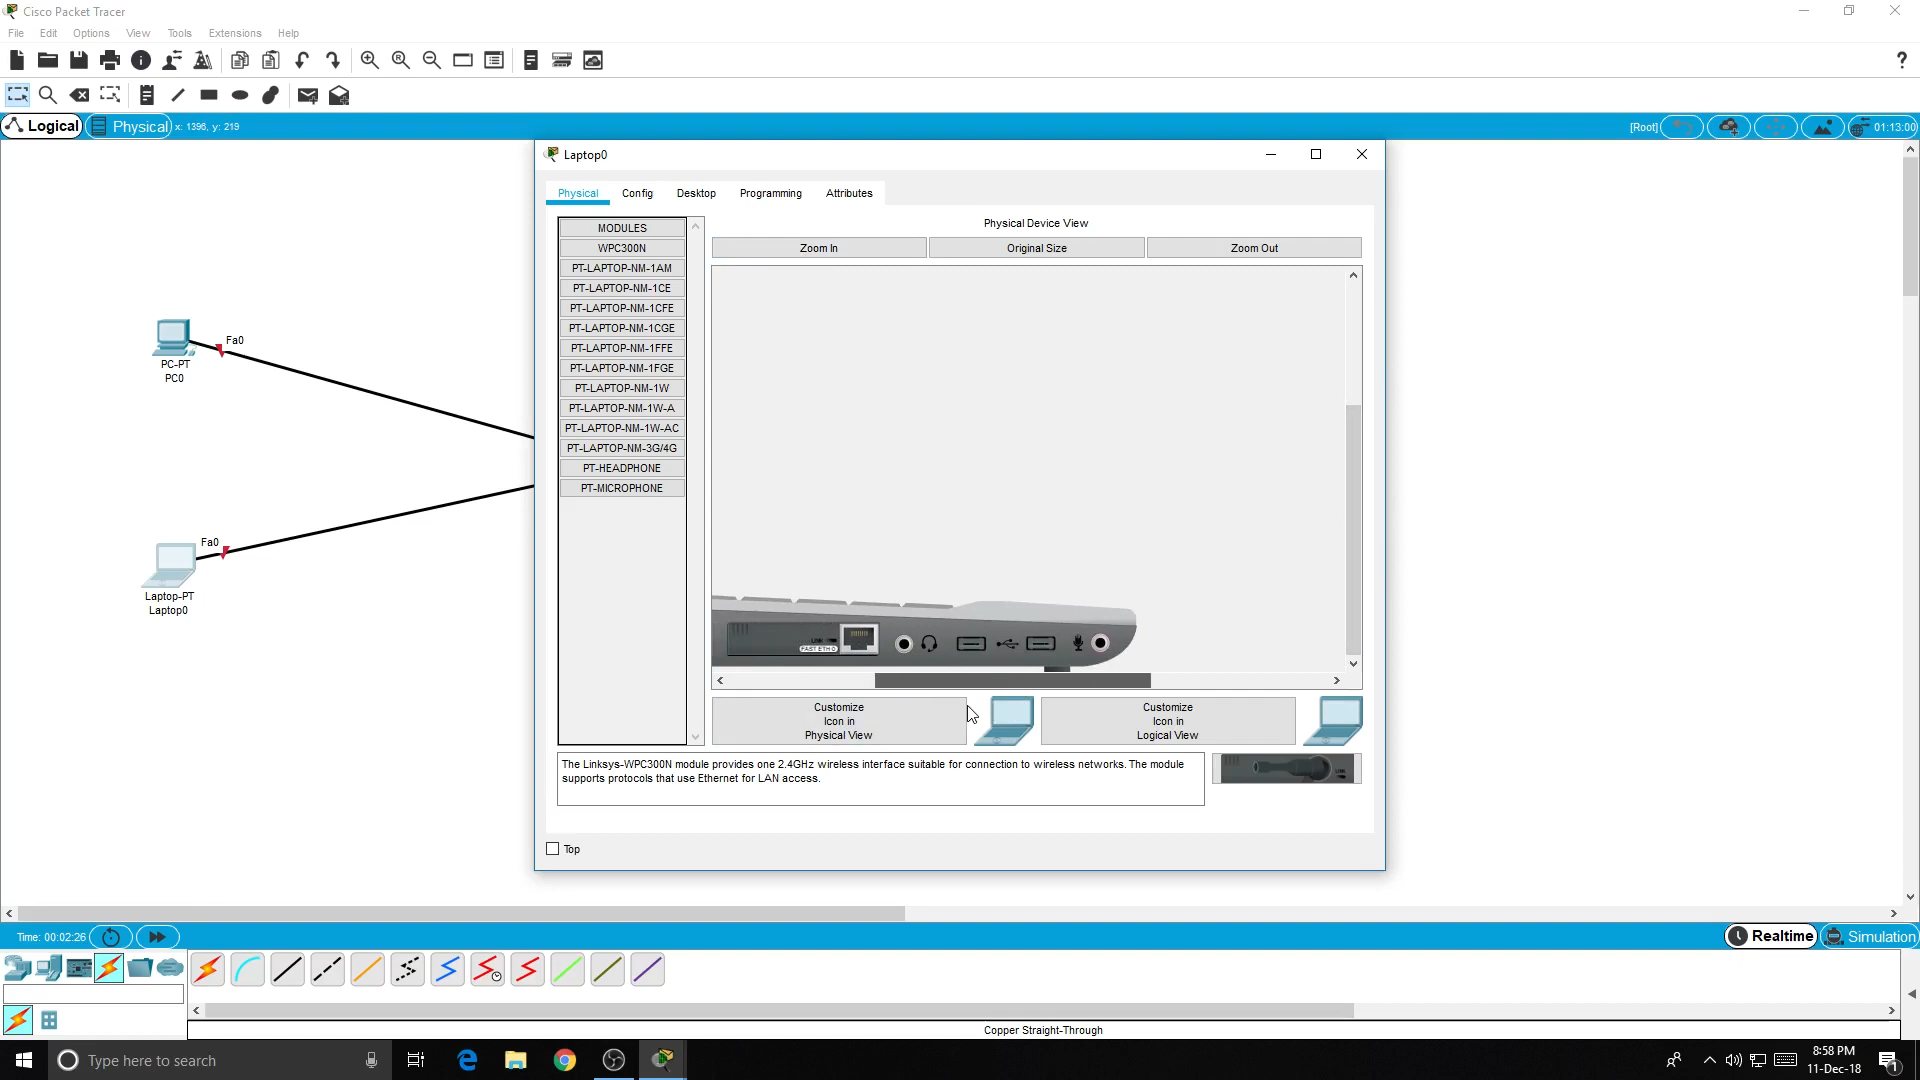 Cisco Packet Tracer
File Edit Options View Tools Extensions Help
Logical Physical x: 1396, y: 219 [Root] 01:13:00
Laptop0
Physical Config Desktop Programming Attributes
MODULES
WPC300N
PT-LAPTOP-NM-1AM
PT-LAPTOP-NM-1CE
PT-LAPTOP-NM-1CFE
PT-LAPTOP-NM-1CGE
PT-LAPTOP-NM-1FFE
PT-LAPTOP-NM-1FGE
PT-LAPTOP-NM-1W
PT-LAPTOP-NM-1W-A
PT-LAPTOP-NM-1W-AC
PT-LAPTOP-NM-3G/4G
PT-HEADPHONE
PT-MICROPHONE
Physical Device View
Zoom In Original Size Zoom Out
LINK
FAST ETH 0
Customize
Icon in
Physical View
Customize
Icon in
Logical View
The Linksys-WPC300N module provides one 2.4GHz wireless interface suitable for connection to wireless networks. The module
supports protocols that use Ethernet for LAN access.
LINK
Top
Fa0
PC-PT
PC0
Fa0
Laptop-PT
Laptop0
Time: 00:02:26 Realtime Simulation
Copper Straight-Through
Type here to search
8:58 PM
11-Dec-18
1